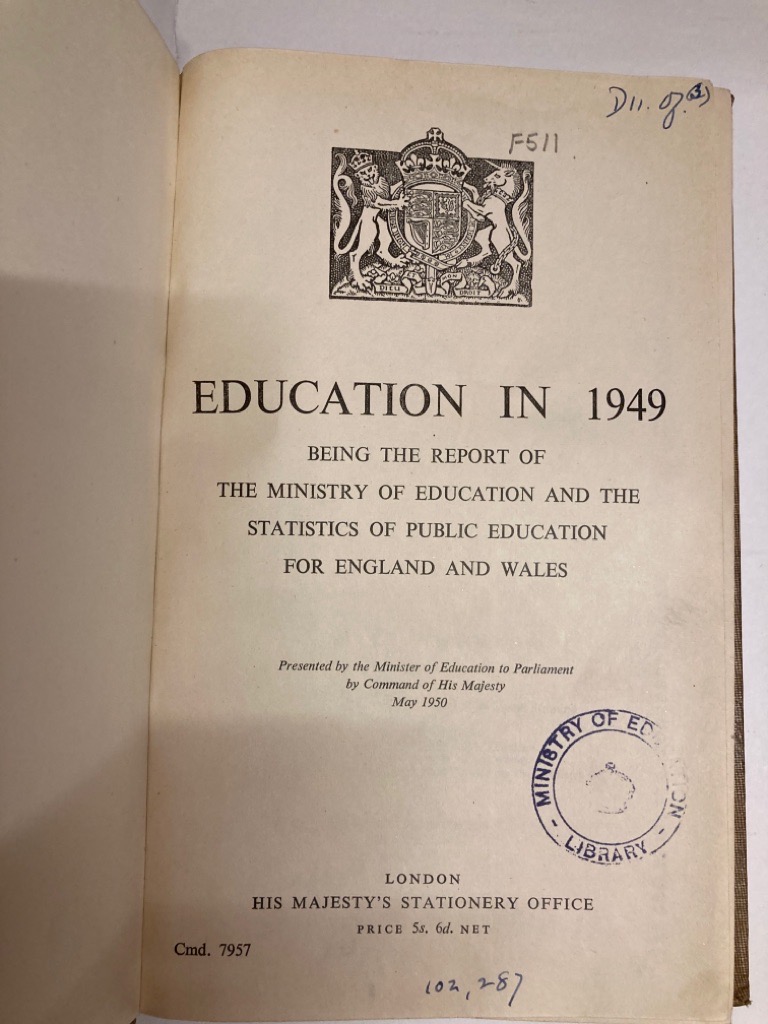 D11. of (3)
F511
DIEU ET MON DROIT
EDUCATION IN 1949
BEING THE REPORT OF
THE MINISTRY OF EDUCATION AND THE
STATISTICS OF PUBLIC EDUCATION
FOR ENGLAND AND WALES
Presented by the Minister of Education to Parliament
by Command of His Majesty
May 1950
MINISTRY OF EDUCATION
- LIBRARY -
LONDON
HIS MAJESTY'S STATIONERY OFFICE
PRICE 5s. 6d. NET
Cmd. 7957
102,287